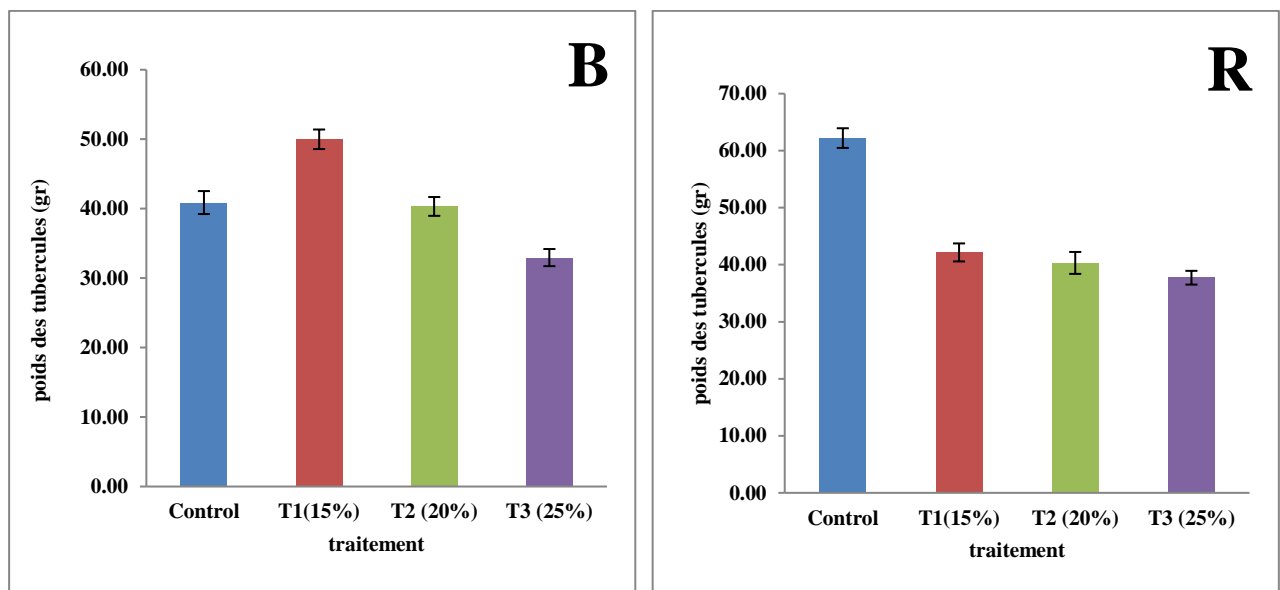 B
60.00
50.00
40.00
30.00
20.00
10.00
0.00
poids des tubercules (gr)
Control T1(15%) T2 (20%) T3 (25%)
traitement
R
70.00
60.00
50.00
40.00
30.00
20.00
10.00
0.00
poids des tubercules (gr)
Control T1(15%) T2 (20%) T3 (25%)
traitement